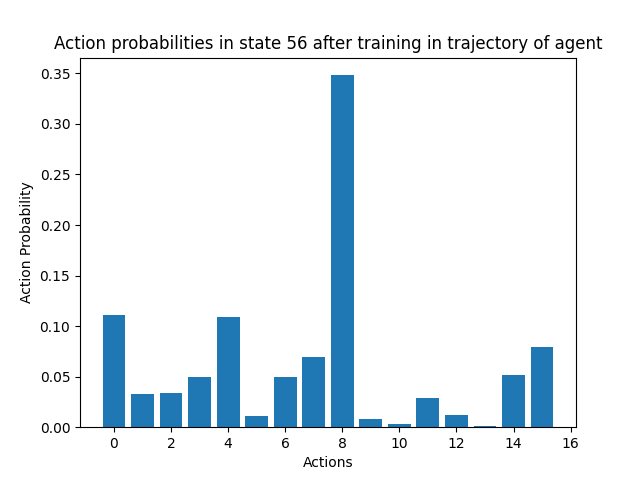 Action probabilities in state 56 after training in trajectory of agent
0.35
0.30
0.25
0.20
0.15
0.10
0.05
0.00
Action Probability
0 2 4 6 8 10 12 14 16
Actions